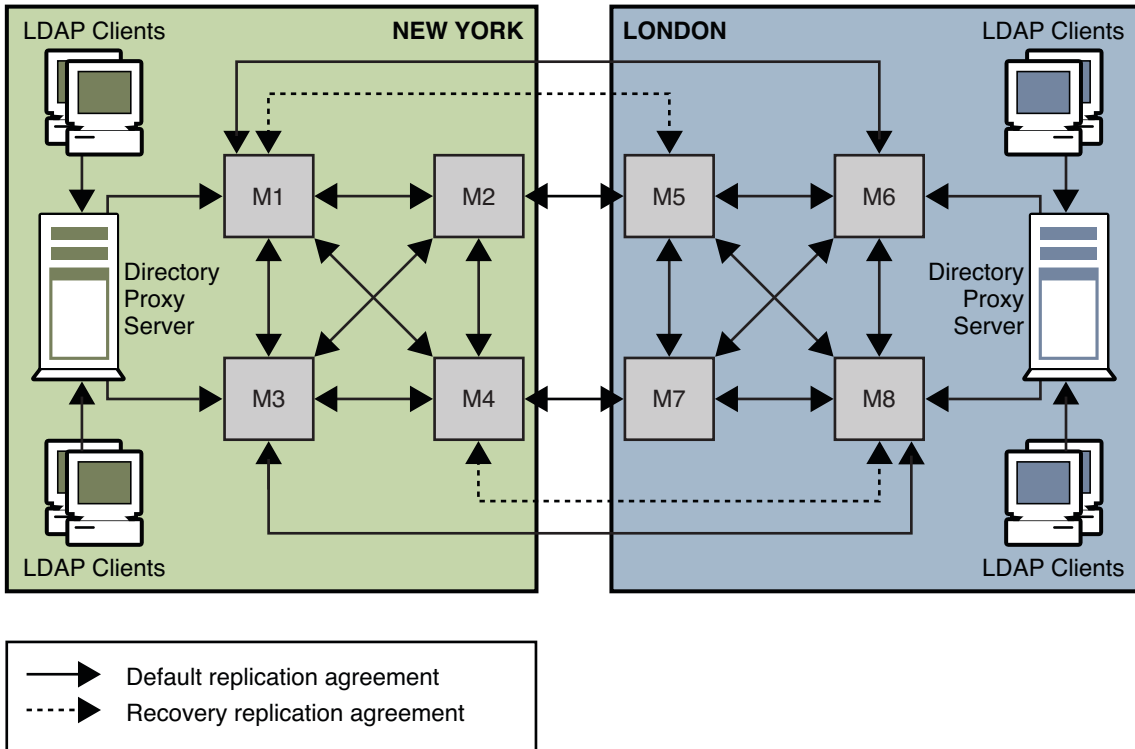 LDAP Clients
NEW YORK
LONDON
LDAP Clients
M1
M2
M5
M6
Directory
Proxy
Server
Directory
Proxy
Server
M3
M4
M7
M8
LDAP Clients
LDAP Clients
Default replication agreement
Recovery replication agreement